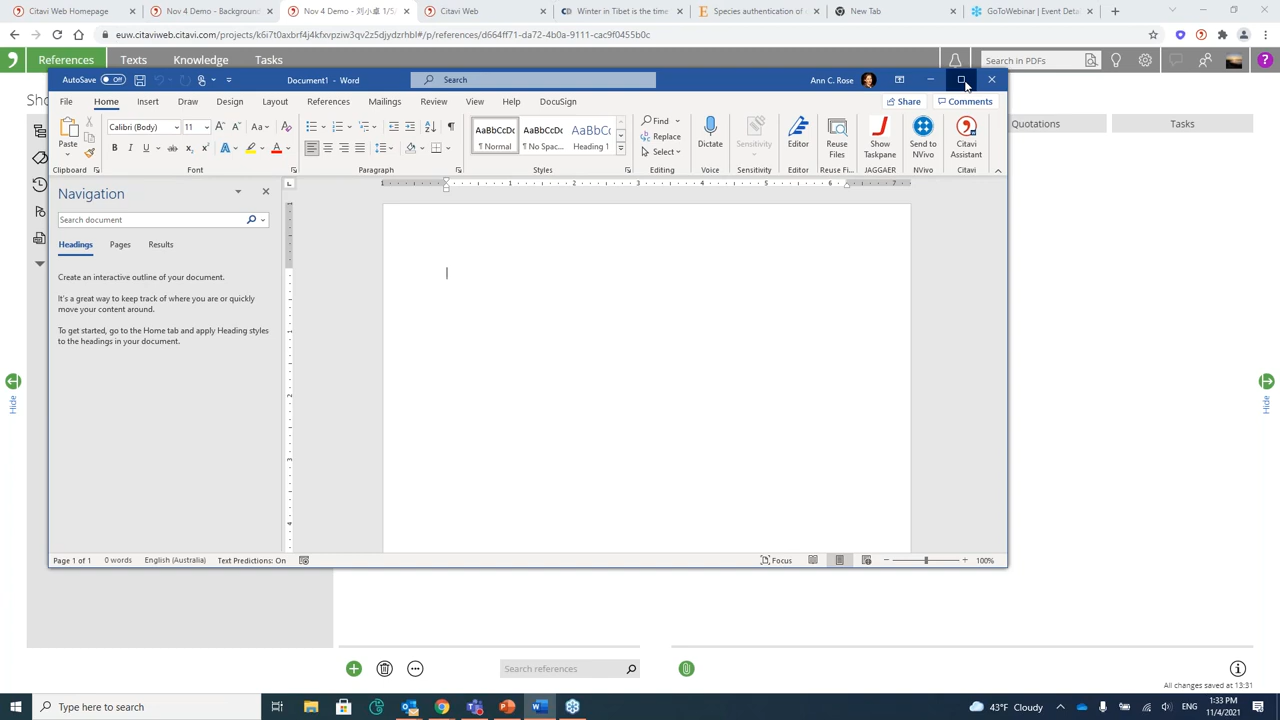 Citavi Web Homepage
Nov 4 Demo - Background
Nov 4 Demo - 刘小卓 1/5/
Citavi Web
Winter in Tibet is the time
Species authentication of
New Tab
GoToWebinar | Event Deta
euw.citaviweb.citavi.com/projects/k6i7t0axbrf4j4kfxvpziw3qv2z5djydzrhbl#/p/references/d664ff71-da72-4b0a-9111-cac9f0455b0c
References
Texts
Knowledge
Tasks
Search in PDFs
AutoSave
Off
Document1 - Word
Search
Ann C. Rose
File
Home
Insert
Draw
Design
Layout
References
Mailings
Review
View
Help
DocuSign
Share
Comments
Sho
Quotations
Tasks
Paste
Calibri (Body)
11
AaBbCcDc
¶ Normal
AaBbCcDc
¶ No Spac...
AaBbCc
Heading 1
Find
Replace
Select
Dictate
Sensitivity
Editor
Reuse
Files
Show
Taskpane
Send to
NVivo
Citavi
Assistant
Clipboard
Font
Paragraph
Styles
Editing
Voice
Sensitivity
Editor
Reuse Fi...
JAGGAER
NVivo
Citavi
Navigation
Search document
Headings
Pages
Results
Create an interactive outline of your document.
It's a great way to keep track of where you are or quickly
move your content around.
To get started, go to the Home tab and apply Heading styles
to the headings in your document.
Hide
Hide
Page 1 of 1
0 words
English (Australia)
Text Predictions: On
Focus
100%
Search references
All changes saved at 13:31
Type here to search
43°F Cloudy
ENG
1:33 PM
11/4/2021